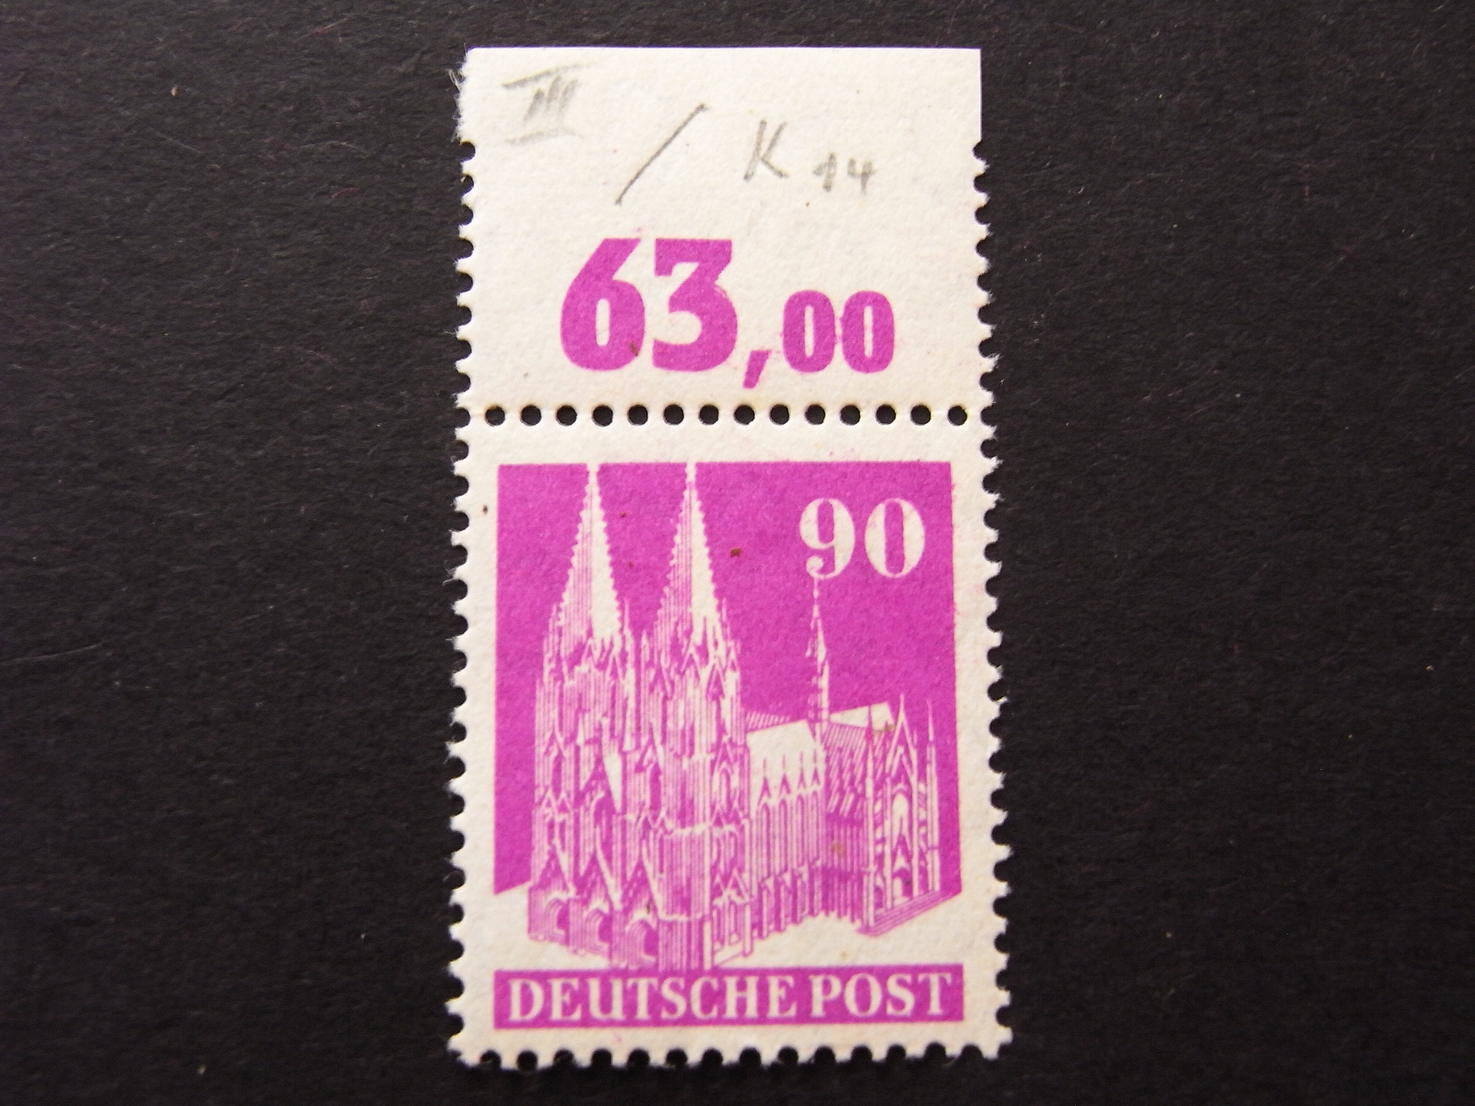 III / K 14
63,00
90
DEUTSCHE POST